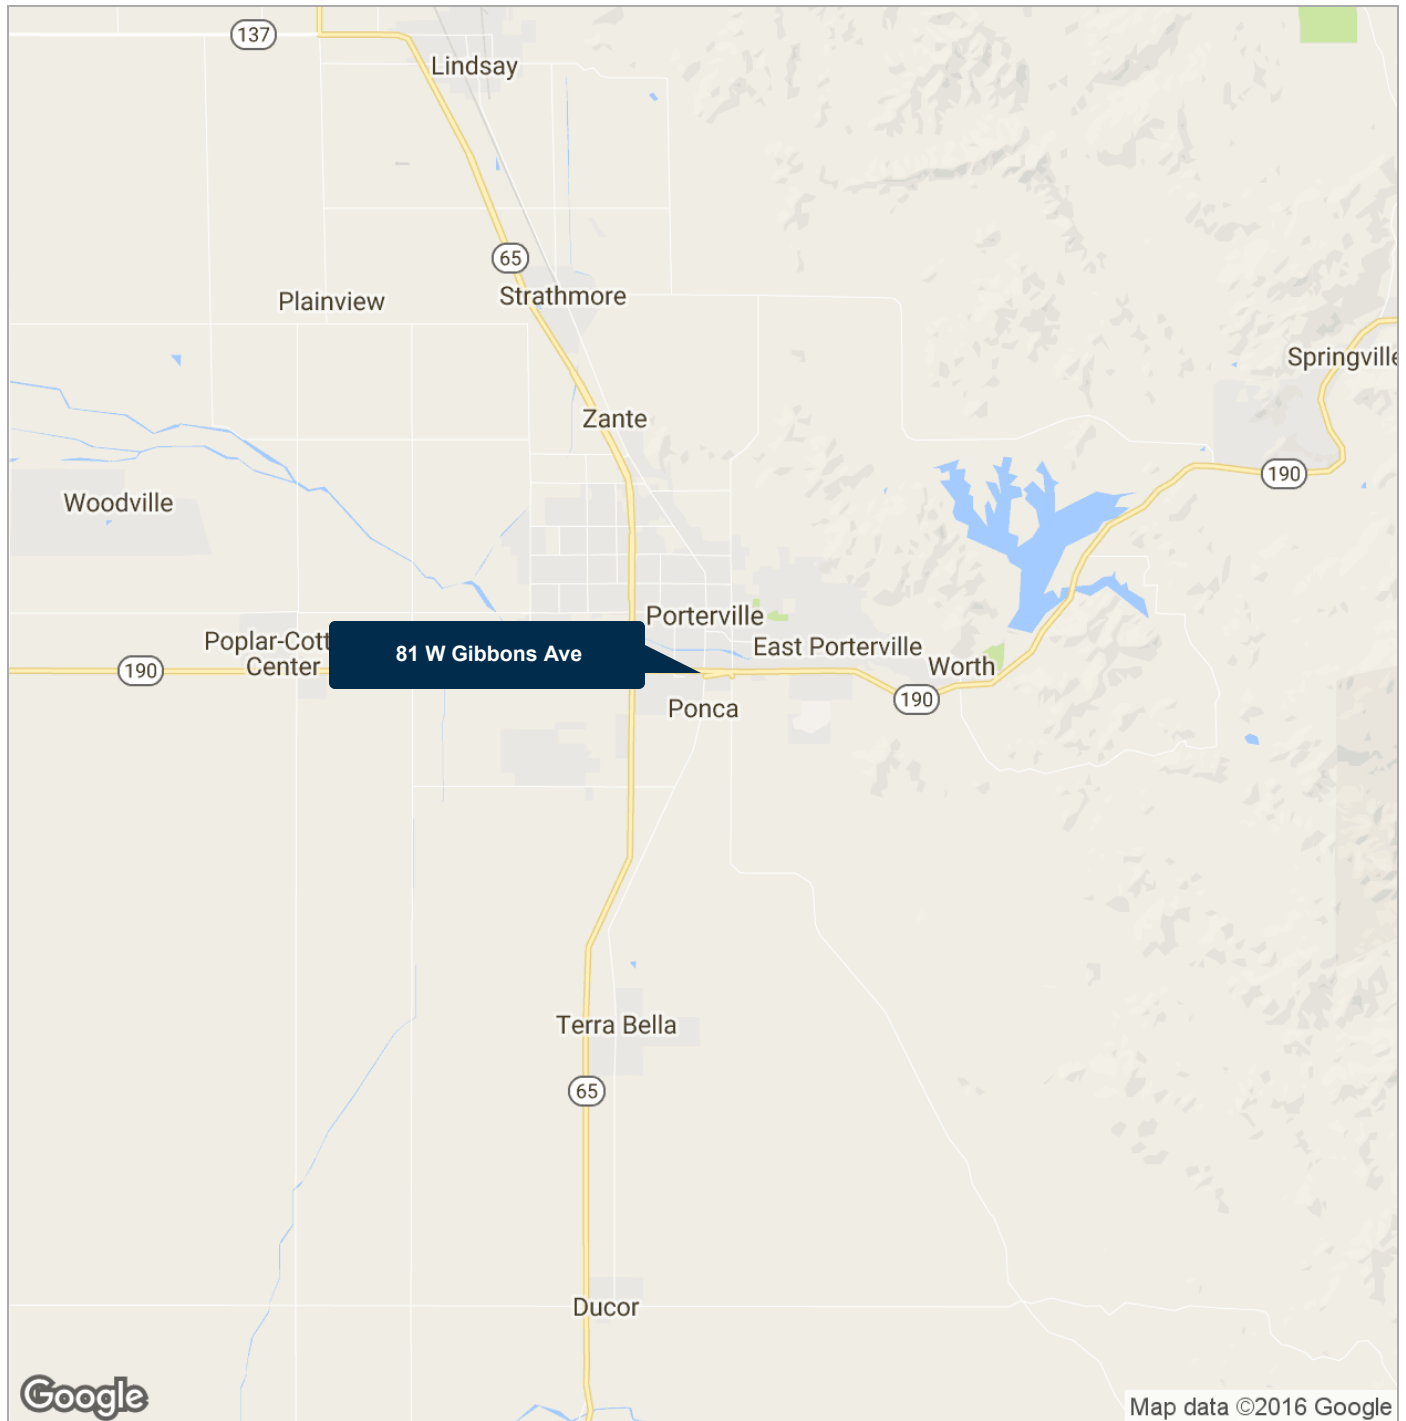 137
Lindsay
65
Strathmore
Plainview
Springville
Zante
190
Woodville
Porterville
Poplar-Cott
Center
81 W Gibbons Ave
East Porterville
Worth
190
190
Ponca
Terra Bella
65
Ducor
Google
Map data ©2016 Google